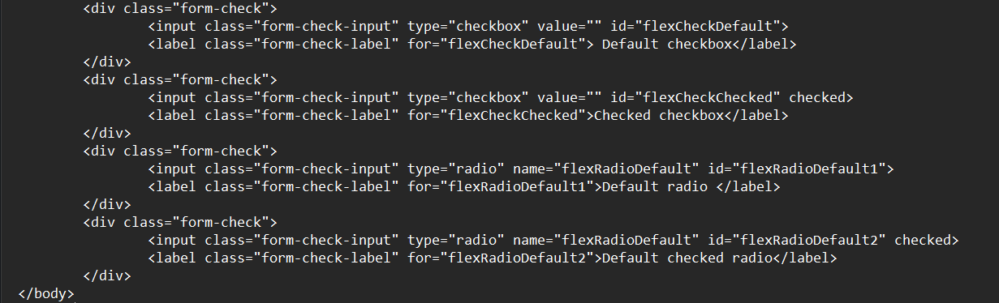 <div class="form-check">
<input class="form-check-input" type="checkbox" value="" id="flexCheckDefault">
<label class="form-check-label" for="flexCheckDefault"> Default checkbox</label>
</div>
<div class="form-check">
<input class="form-check-input" type="checkbox" value="" id="flexCheckChecked" checked>
<label class="form-check-label" for="flexCheckChecked">Checked checkbox</label>
</div>
<div class="form-check">
<input class="form-check-input" type="radio" name="flexRadioDefault" id="flexRadioDefault1">
<label class="form-check-label" for="flexRadioDefault1">Default radio </label>
</div>
<div class="form-check">
<input class="form-check-input" type="radio" name="flexRadioDefault" id="flexRadioDefault2" checked>
<label class="form-check-label" for="flexRadioDefault2">Default checked radio</label>
</div>
</body>